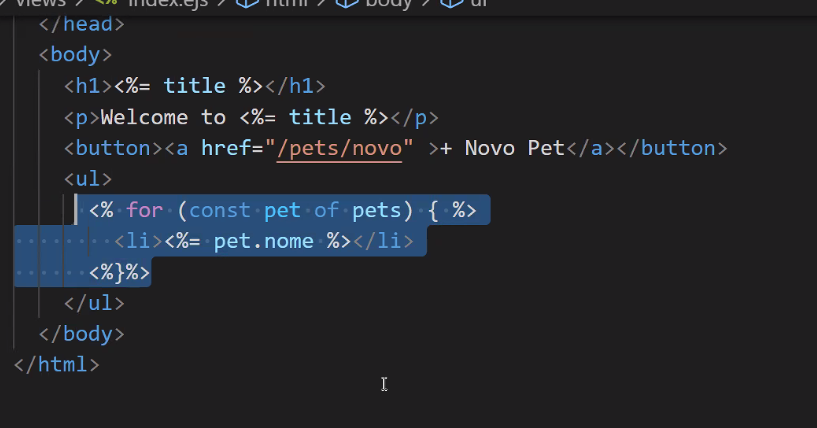 views > <% index.ejs > html > body > ul
</head>
<body>
<h1><%= title %></h1>
<p>Welcome to <%= title %></p>
<button><a href="/pets/novo" >+ Novo Pet</a></button>
<ul>
<% for (const pet of pets) { %>
<li><%= pet.nome %></li>
<%}%>
</ul>
</body>
</html>